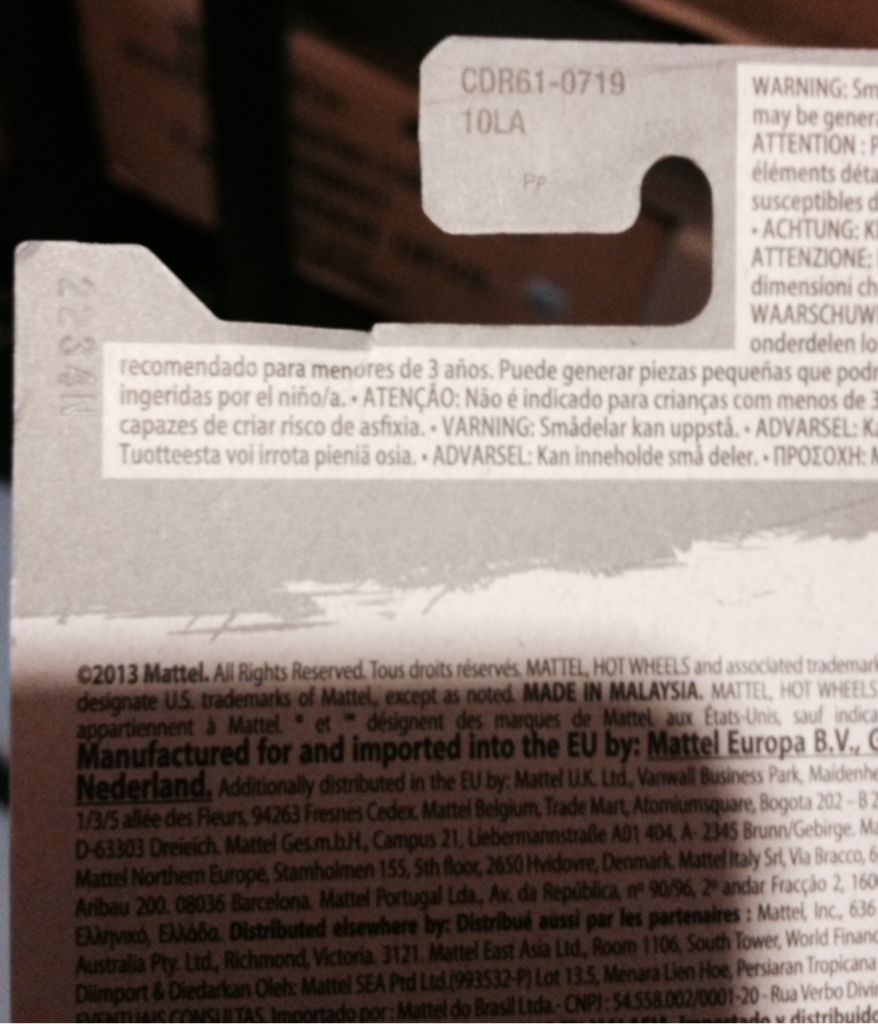 CDR61-0719
10LA
PP
2234N
WARNING: Sm
may be genera
ATTENTION : P
éléments déta
susceptibles d
• ACHTUNG: Kl
ATTENZIONE:
dimensioni ch
WAARSCHUWI
onderdelen lo
recomendado para menores de 3 años. Puede generar piezas pequeñas que podr
ingeridas por el niño/a. • ATENÇÃO: Não é indicado para crianças com menos de 3
capazes de criar risco de asfixia. • VARNING: Smådelar kan uppstå. • ADVARSEL: Ka
Tuotteesta voi irrota pieniä osia. • ADVARSEL: Kan inneholde små deler. • ΠΡΟΣΟΧΗ: Μ
©2013 Mattel. All Rights Reserved. Tous droits réservés. MATTEL, HOT WHEELS and associated trademark
designate U.S. trademarks of Mattel, except as noted. MADE IN MALAYSIA. MATTEL, HOT WHEELS
appartiennent à Mattel. * et ™ désignent des marques de Mattel aux États-Unis, sauf indica
Manufactured for and imported into the EU by: Mattel Europa B.V., G
Nederland. Additionally distributed in the EU by: Mattel U.K. Ltd., Vanwall Business Park, Maidenhe
1/3/5 allée des Fleurs, 94263 Fresnes Cedex. Mattel Belgium, Trade Mart, Atomiumsquare, Bogota 202 – B 2
D-63303 Dreieich. Mattel Ges.m.b.H., Campus 21, Liebermannstraße A01 404, A- 2345 Brunn/Gebirge. Ma
Mattel Northern Europe, Stamholmen 155, 5th floor, 2650 Hvidovre, Denmark. Mattel Italy Srl, Via Bracco, 6
Aribau 200. 08036 Barcelona. Mattel Portugal Lda., Av. da República, nº 90/96, 2º andar Fracção 2, 160
Ελληνικό, Ελλάδα. Distributed elsewhere by: Distribué aussi par les partenaires : Mattel, Inc., 636
Australia Pty. Ltd., Richmond, Victoria. 3121. Mattel East Asia Ltd., Room 1106, South Tower, World Financ
Diimport & Diedarkan Oleh: Mattel SEA Ptd Ltd.(993532-P) Lot 13.5, Menara Lien Hoe, Persiaran Tropicana
EVENTUAIS CONSULTAS. Importado por : Mattel do Brasil Ltda.- CNPJ : 54.558.002/0001-20 - Rua Verbo Divin
Importado y distribuido